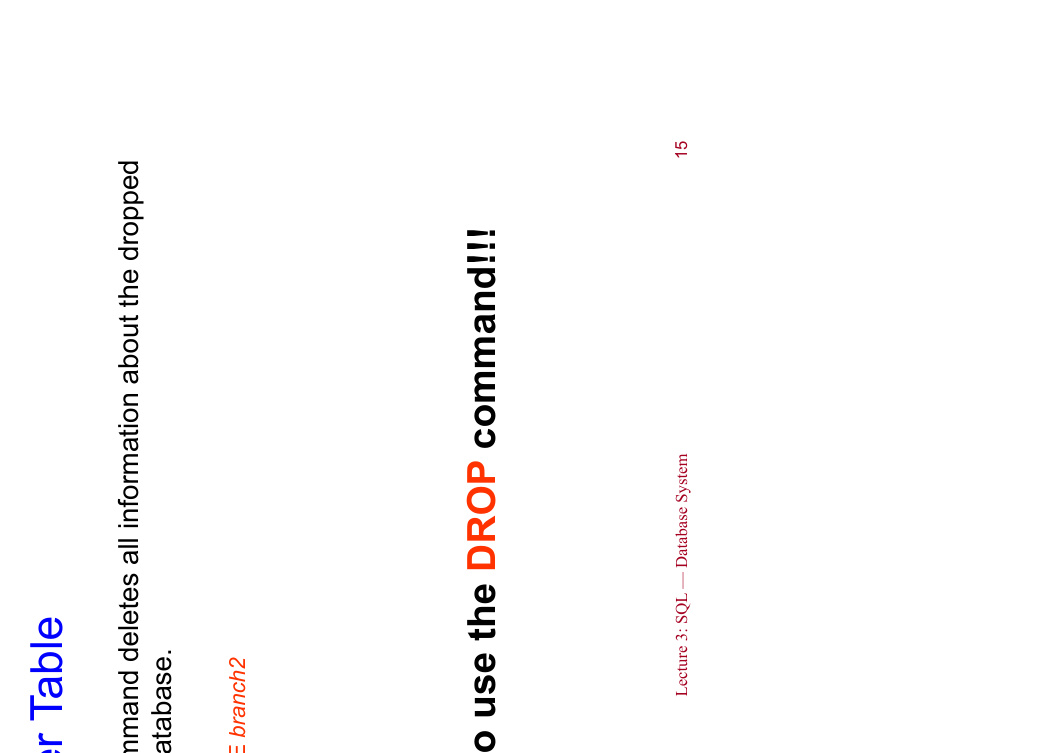 er Table
mmand deletes all information about the dropped
atabase.
E branch2
o use the DROP command!!!
Lecture 3: SQL — Database System
15